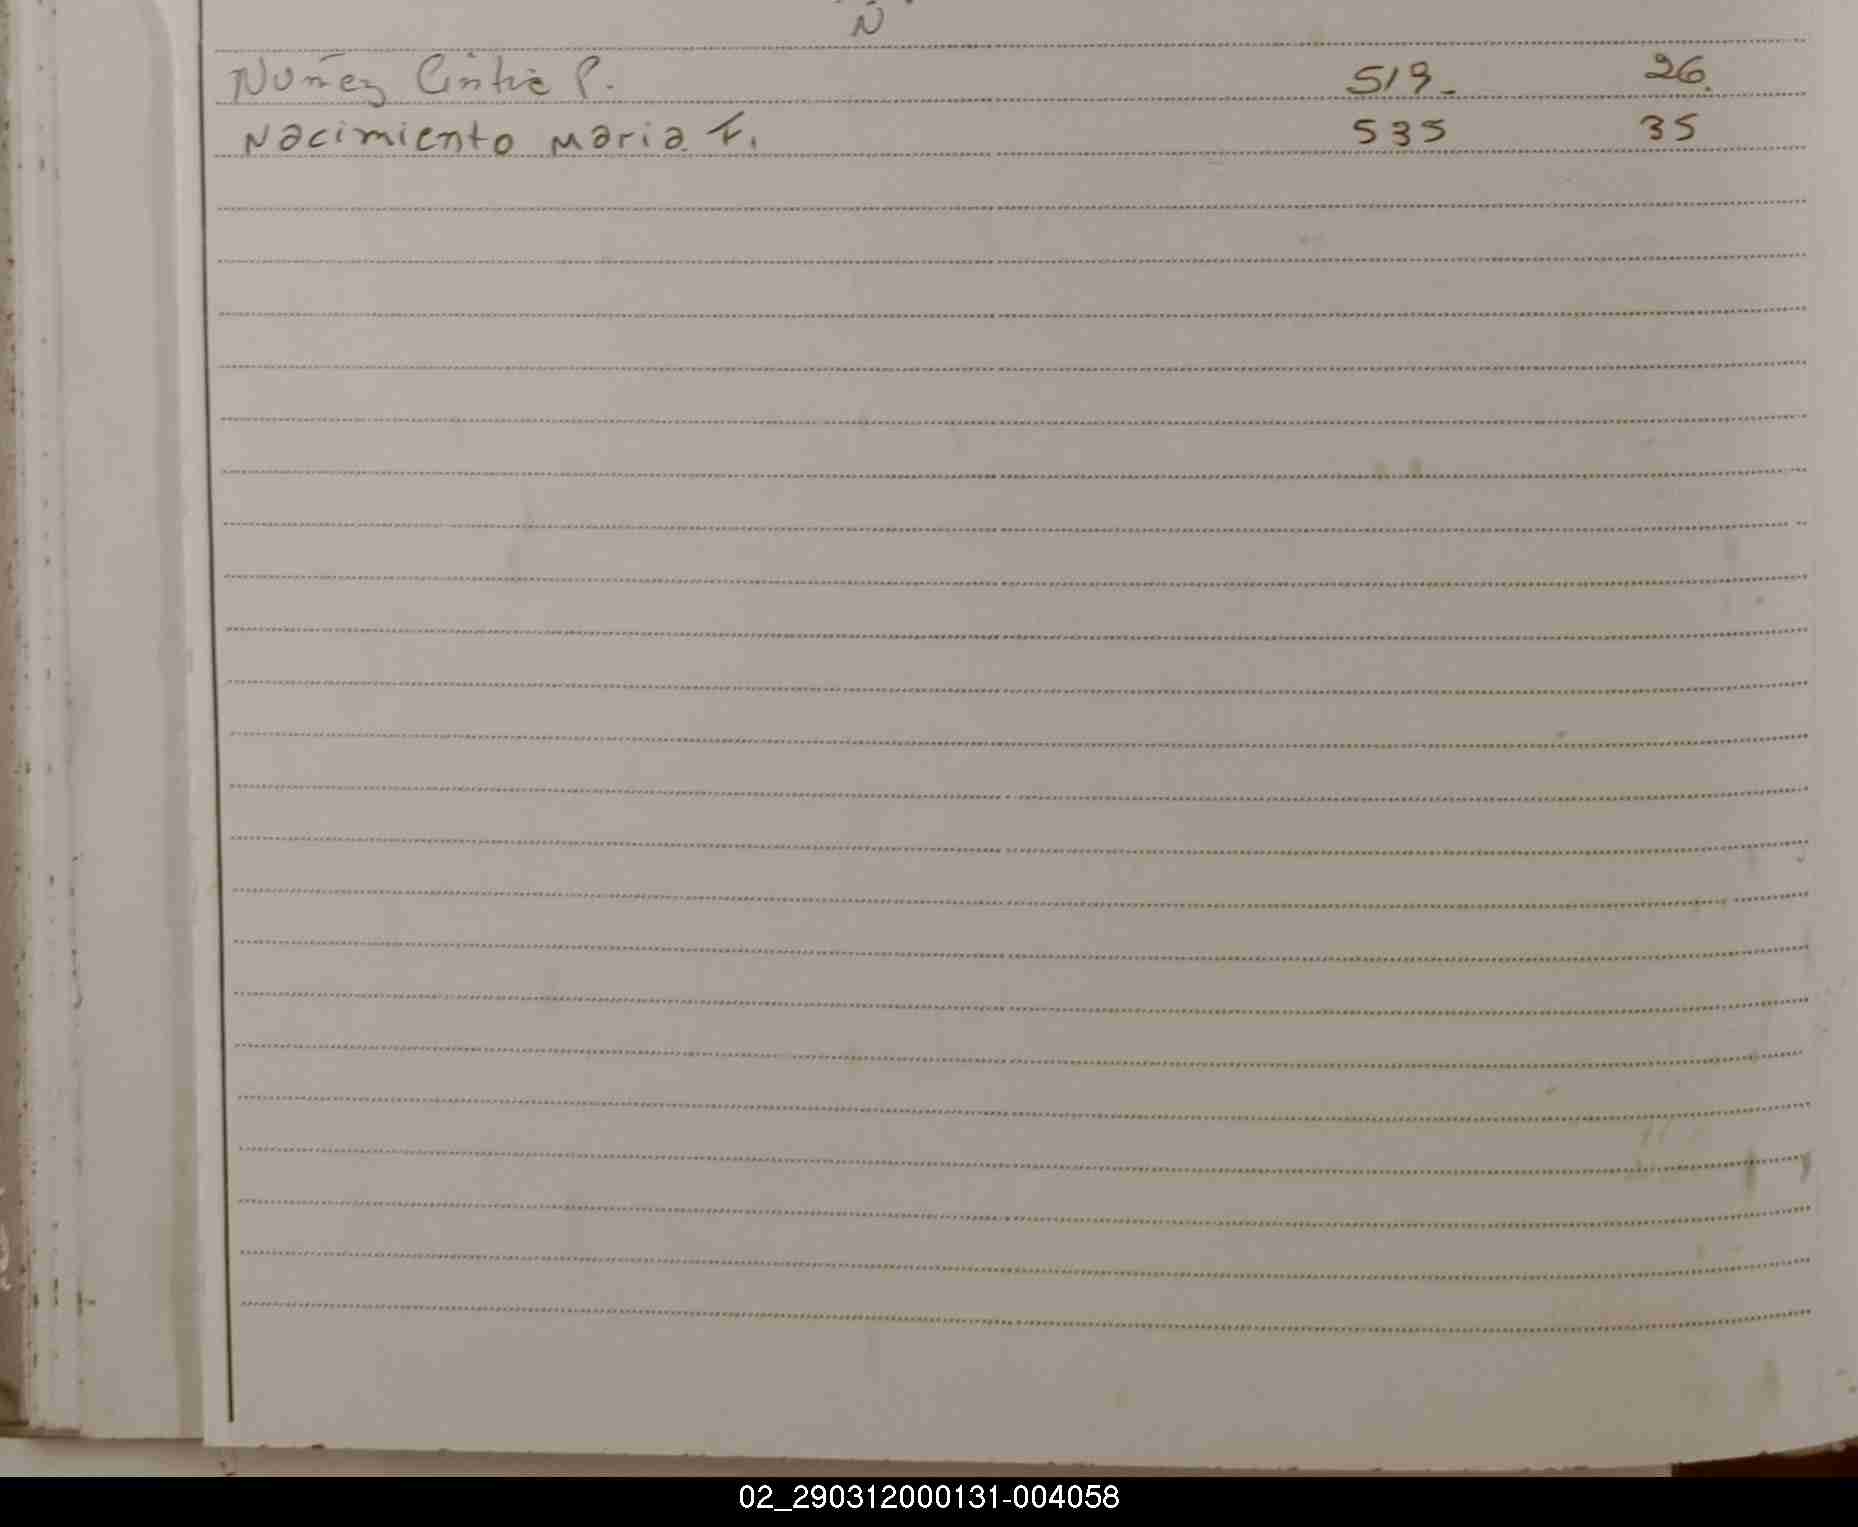 N
Nuñez Cintia P. 519- 26.
Nacimiento Maria F. 535 35
02_290312000131-004058